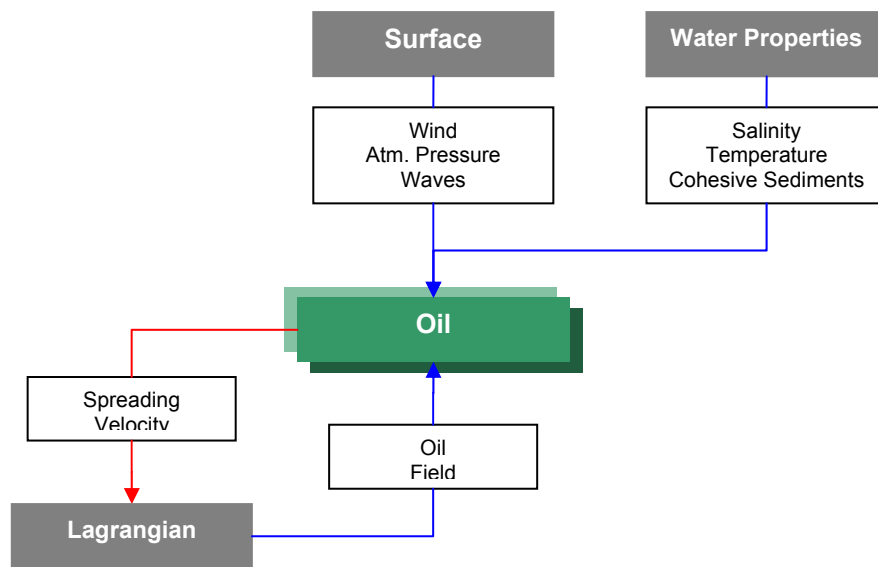 Surface
Water Properties
Wind
Atm. Pressure
Waves
Salinity
Temperature
Cohesive Sediments
Oil
Spreading
Velocity
Oil
Field
Lagrangian